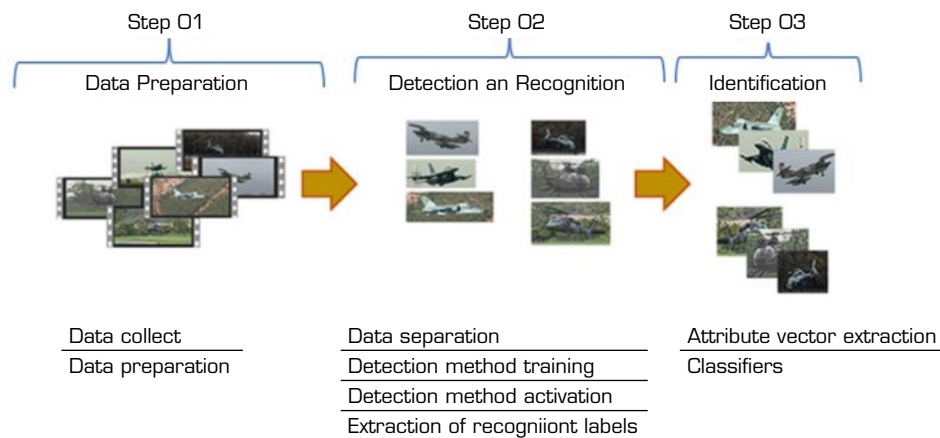 Step 01
Step 02
Step 03
Data Preparation
Detection an Recognition
Identification
Data collect
Data preparation
Data separation
Detection method training
Detection method activation
Extraction of recogniiont labels
Attribute vector extraction
Classifiers